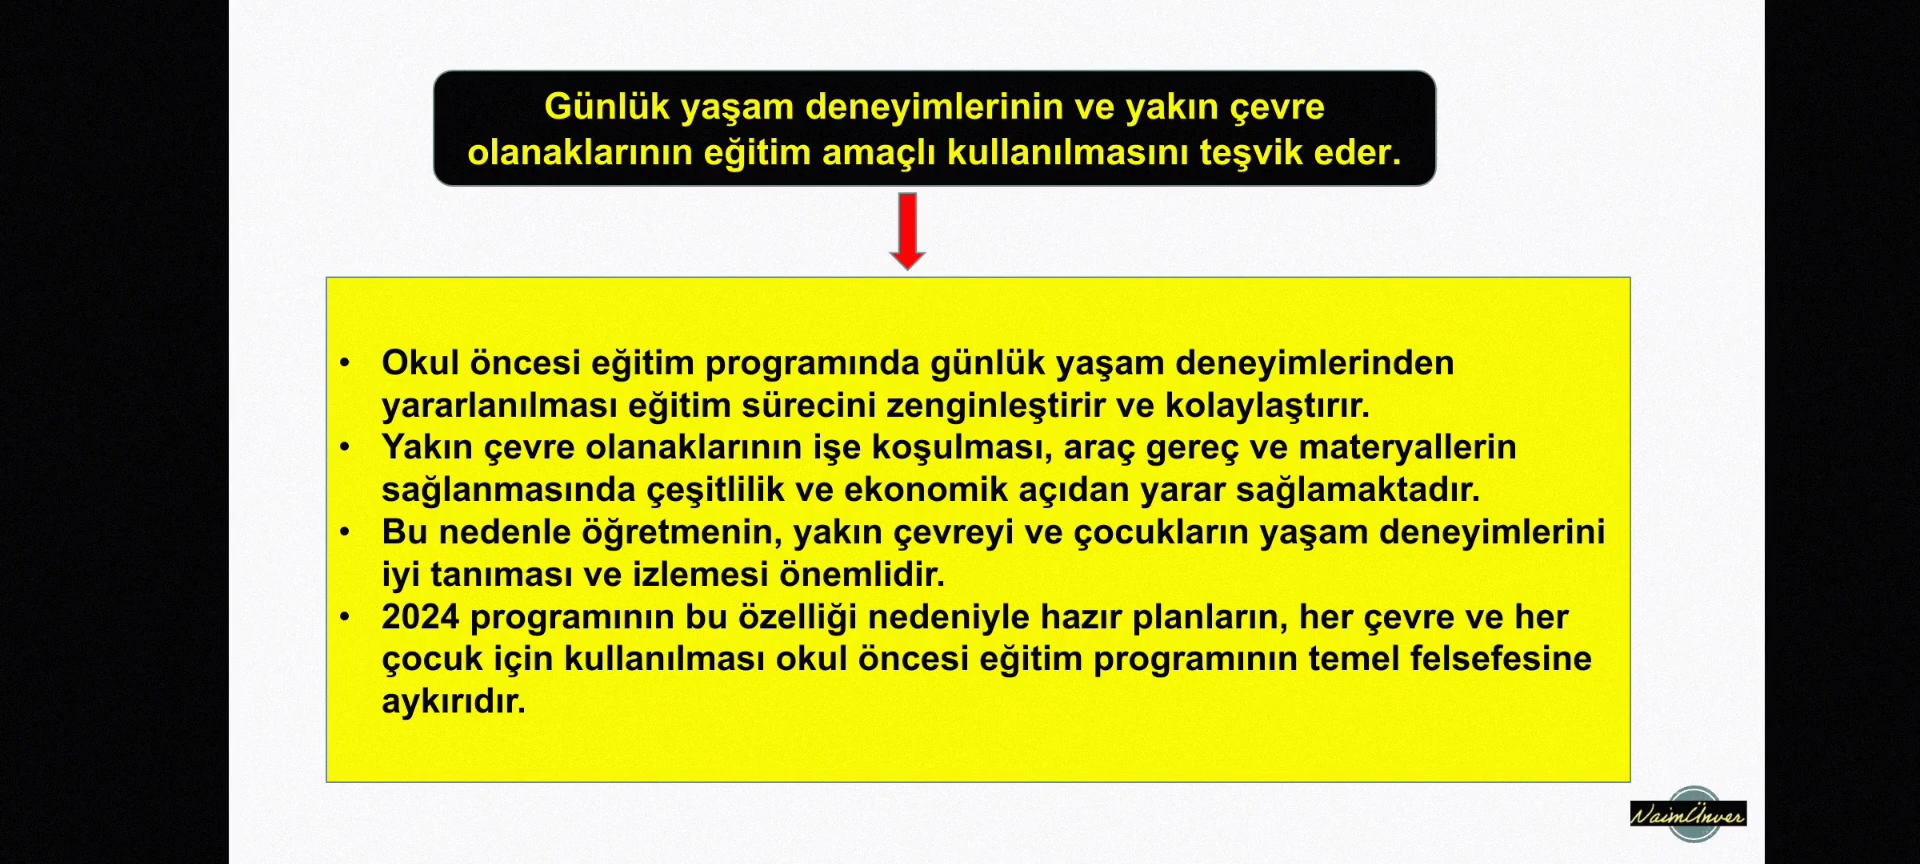 Günlük yaşam deneyimlerinin ve yakın çevre
olanaklarının eğitim amaçlı kullanılmasını teşvik eder.
• Okul öncesi eğitim programında günlük yaşam deneyimlerinden
yararlanılması eğitim sürecini zenginleştirir ve kolaylaştırır.
• Yakın çevre olanaklarının işe koşulması, araç gereç ve materyallerin
sağlanmasında çeşitlilik ve ekonomik açıdan yarar sağlamaktadır.
• Bu nedenle öğretmenin, yakın çevreyi ve çocukların yaşam deneyimlerini
iyi tanıması ve izlemesi önemlidir.
• 2024 programının bu özelliği nedeniyle hazır planların, her çevre ve her
çocuk için kullanılması okul öncesi eğitim programının temel felsefesine
aykırıdır.
NaimÜnver